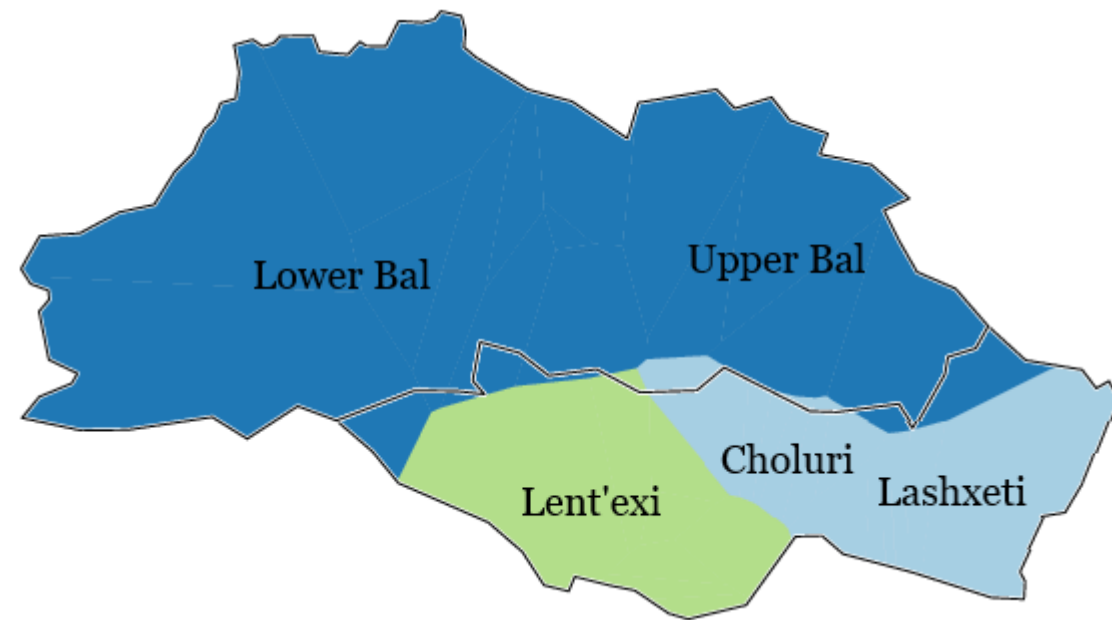 Lower Bal
Upper Bal
Choluri
Lashxeti
Lent'exi